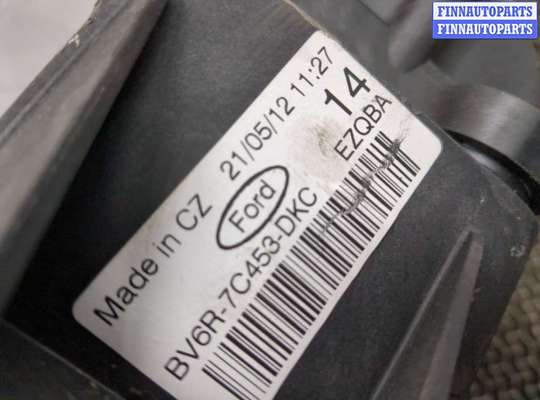 FINNAUTOPARTS
FINNAUTOPARTS
Made in CZ 21/05/12 11:27
Ford 14
BV6R-7C453-DKC EZQBA